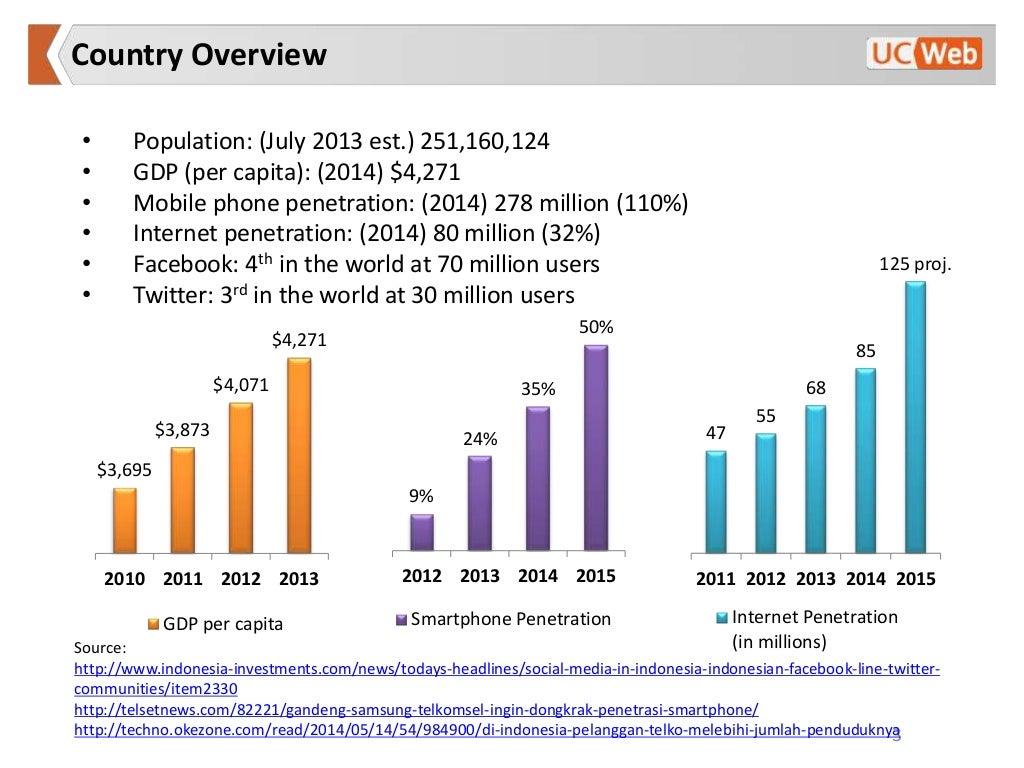 Country Overview
UC Web
• Population: (July 2013 est.) 251,160,124
• GDP (per capita): (2014) $4,271
• Mobile phone penetration: (2014) 278 million (110%)
• Internet penetration: (2014) 80 million (32%)
• Facebook: 4th in the world at 70 million users
• Twitter: 3rd in the world at 30 million users
$3,695
$3,873
$4,071
$4,271
2010 2011 2012 2013
GDP per capita
9%
24%
35%
50%
2012 2013 2014 2015
Smartphone Penetration
47
55
68
85
125 proj.
2011 2012 2013 2014 2015
Internet Penetration
(in millions)
Source:
http://www.indonesia-investments.com/news/todays-headlines/social-media-in-indonesia-indonesian-facebook-line-twitter-
communities/item2330
http://telsetnews.com/82221/gandeng-samsung-telkomsel-ingin-dongkrak-penetrasi-smartphone/
http://techno.okezone.com/read/2014/05/14/54/984900/di-indonesia-pelanggan-telko-melebihi-jumlah-penduduknya
3